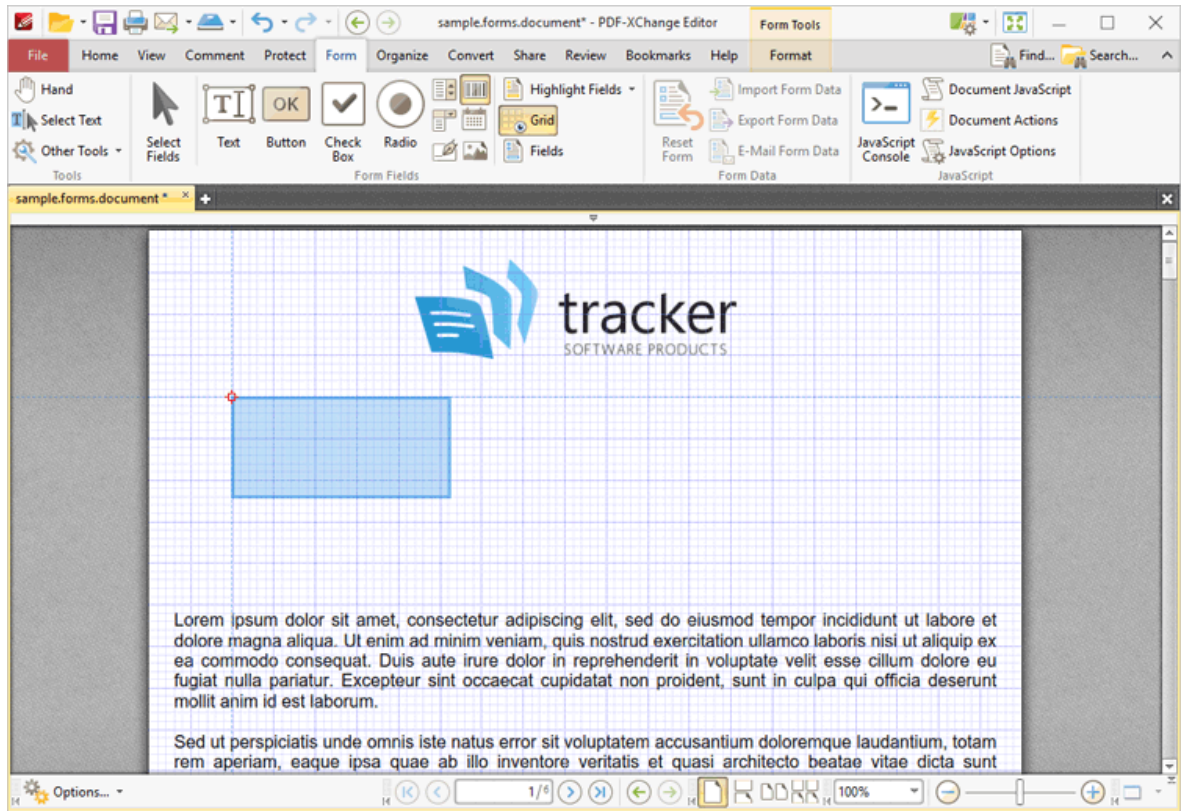 sample.forms.document* - PDF-XChange Editor
Form Tools
File Home View Comment Protect Form Organize Convert Share Review Bookmarks Help Format Find... Search...
Hand
Select Text
Other Tools
Tools
Select Fields
Text
Button
OK
Check Box
Radio
Highlight Fields
Grid
Fields
Form Fields
Reset Form
Import Form Data
Export Form Data
E-Mail Form Data
Form Data
JavaScript Console
Document JavaScript
Document Actions
JavaScript Options
JavaScript
sample.forms.document *
tracker
SOFTWARE PRODUCTS
Lorem ipsum dolor sit amet, consectetur adipiscing elit, sed do eiusmod tempor incididunt ut labore et
dolore magna aliqua. Ut enim ad minim veniam, quis nostrud exercitation ullamco laboris nisi ut aliquip ex
ea commodo consequat. Duis aute irure dolor in reprehenderit in voluptate velit esse cillum dolore eu
fugiat nulla pariatur. Excepteur sint occaecat cupidatat non proident, sunt in culpa qui officia deserunt
mollit anim id est laborum.
Sed ut perspiciatis unde omnis iste natus error sit voluptatem accusantium doloremque laudantium, totam
rem aperiam, eaque ipsa quae ab illo inventore veritatis et quasi architecto beatae vitae dicta sunt
Options...
1/6
100%